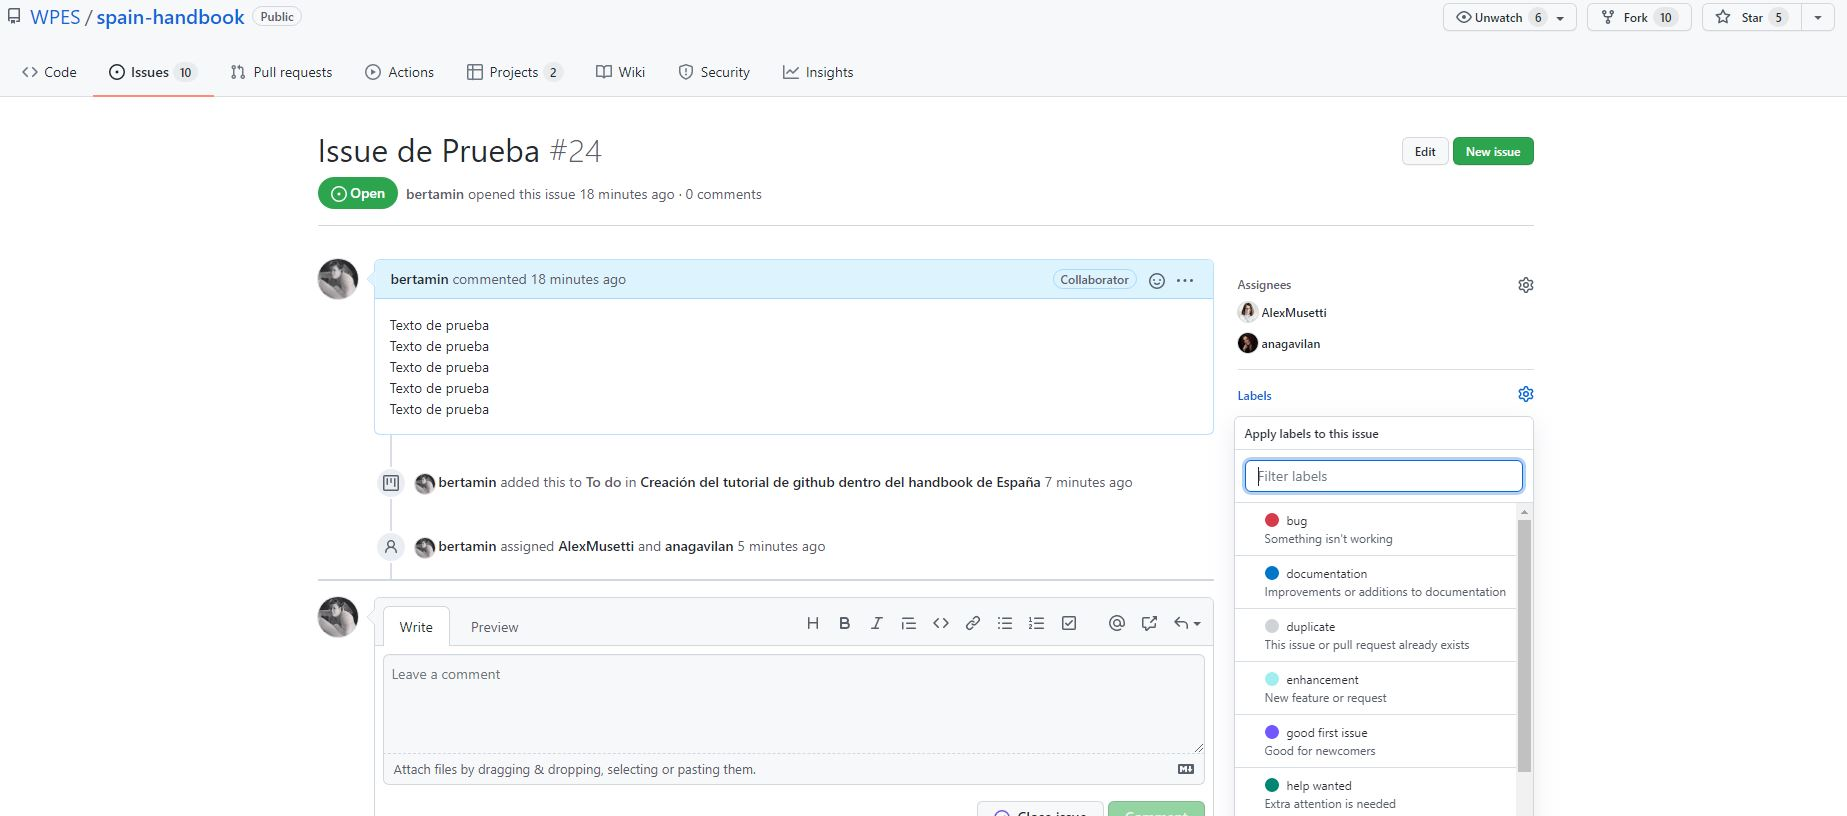 WPES / spain-handbook Public
Unwatch 6 Fork 10 Star 5
Code Issues 10 Pull requests Actions Projects 2 Wiki Security Insights
Issue de Prueba #24
Edit New issue
Open bertamin opened this issue 18 minutes ago · 0 comments
bertamin commented 18 minutes ago Collaborator
Texto de prueba
Texto de prueba
Texto de prueba
Texto de prueba
Texto de prueba
bertamin added this to To do in Creación del tutorial de github dentro del handbook de España 7 minutes ago
bertamin assigned AlexMusetti and anagavilan 5 minutes ago
Write Preview
Leave a comment
Attach files by dragging & dropping, selecting or pasting them.
Close issue Comment
Assignees
AlexMusetti
anagavilan
Labels
Apply labels to this issue
Filter labels
bug
Something isn't working
documentation
Improvements or additions to documentation
duplicate
This issue or pull request already exists
enhancement
New feature or request
good first issue
Good for newcomers
help wanted
Extra attention is needed